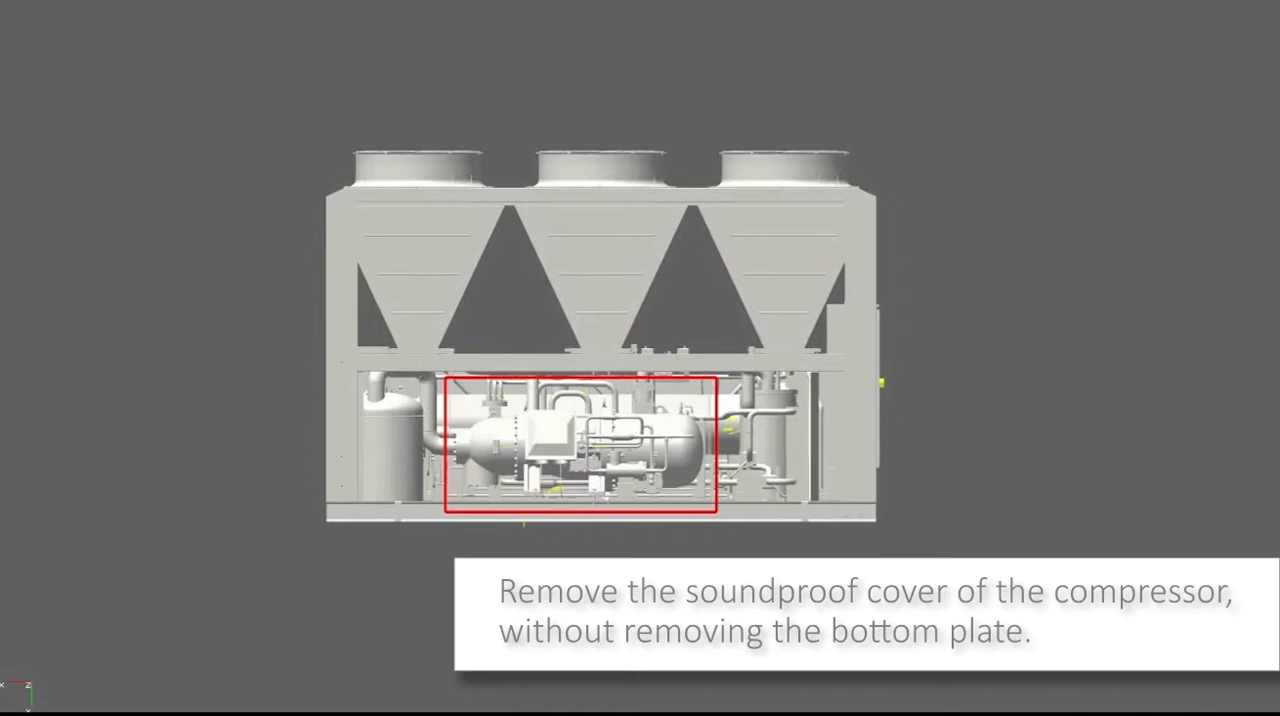 Remove the soundproof cover of the compressor,
without removing the bottom plate.